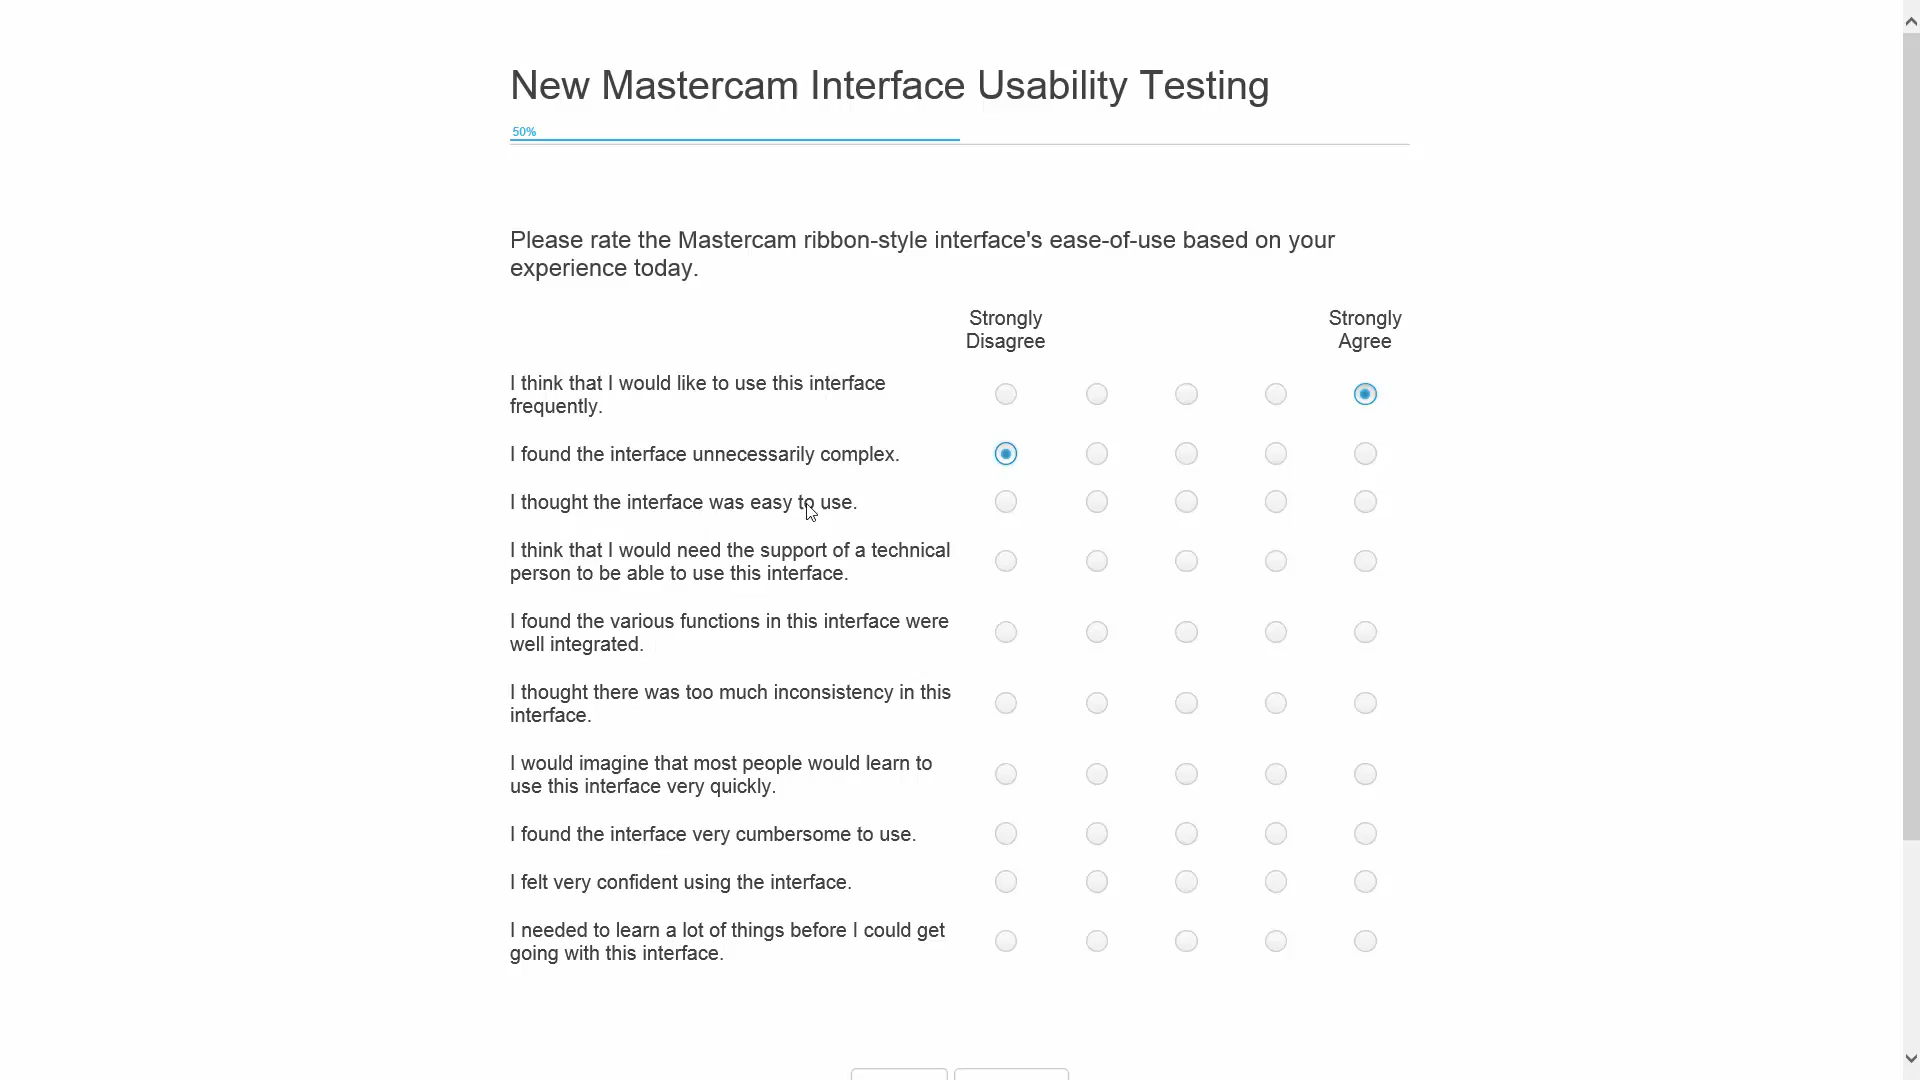 New Mastercam Interface Usability Testing
50%
Please rate the Mastercam ribbon-style interface's ease-of-use based on your
experience today.
Strongly
Disagree
Strongly
Agree
I think that I would like to use this interface
frequently.
I found the interface unnecessarily complex.
I thought the interface was easy to use.
I think that I would need the support of a technical
person to be able to use this interface.
I found the various functions in this interface were
well integrated.
I thought there was too much inconsistency in this
interface.
I would imagine that most people would learn to
use this interface very quickly.
I found the interface very cumbersome to use.
I felt very confident using the interface.
I needed to learn a lot of things before I could get
going with this interface.